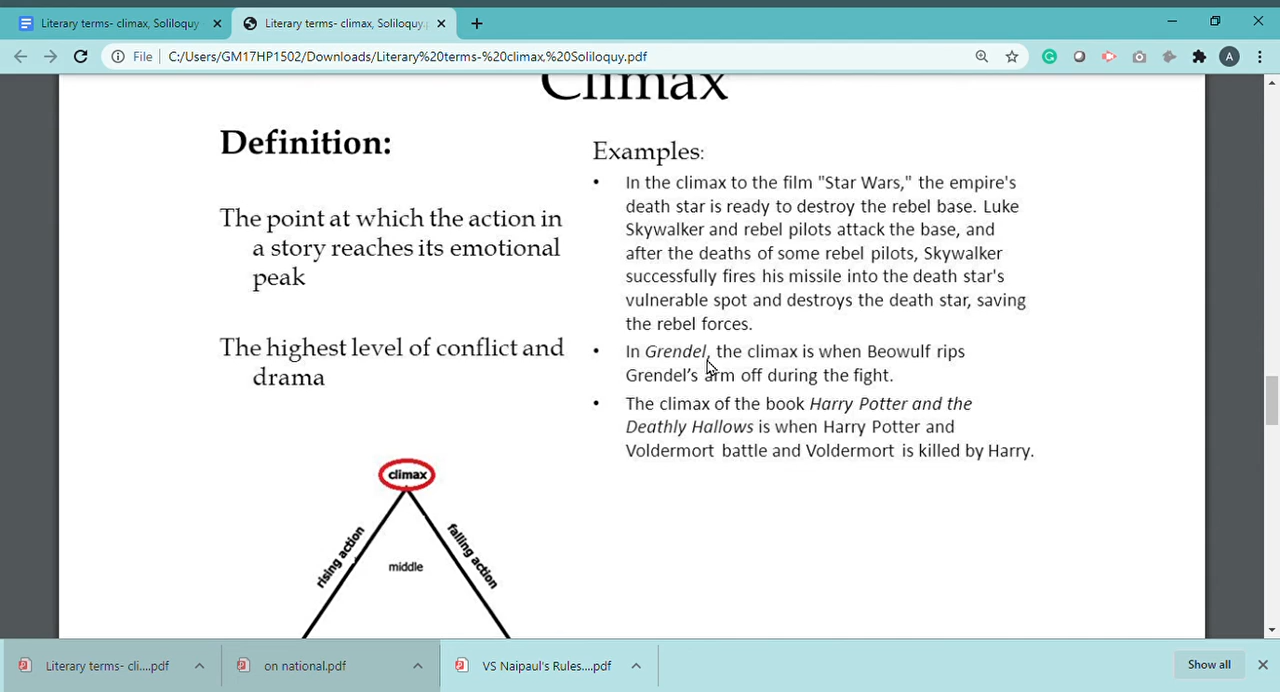 Literary terms- climax, Soliloquy
Literary terms- climax, Soliloquy.p
File
C:/Users/GM17HP1502/Downloads/Literary%20terms-%20climax,%20Soliloquy.pdf
A
Climax
Definition:
The point at which the action in
a story reaches its emotional
peak
The highest level of conflict and
drama
climax
rising action
falling action
middle
Examples:
• In the climax to the film "Star Wars," the empire's
death star is ready to destroy the rebel base. Luke
Skywalker and rebel pilots attack the base, and
after the deaths of some rebel pilots, Skywalker
successfully fires his missile into the death star's
vulnerable spot and destroys the death star, saving
the rebel forces.
• In Grendel, the climax is when Beowulf rips
Grendel's arm off during the fight.
• The climax of the book Harry Potter and the
Deathly Hallows is when Harry Potter and
Voldermort battle and Voldermort is killed by Harry.
Literary terms- cli....pdf
on national.pdf
VS Naipaul's Rules....pdf
Show all